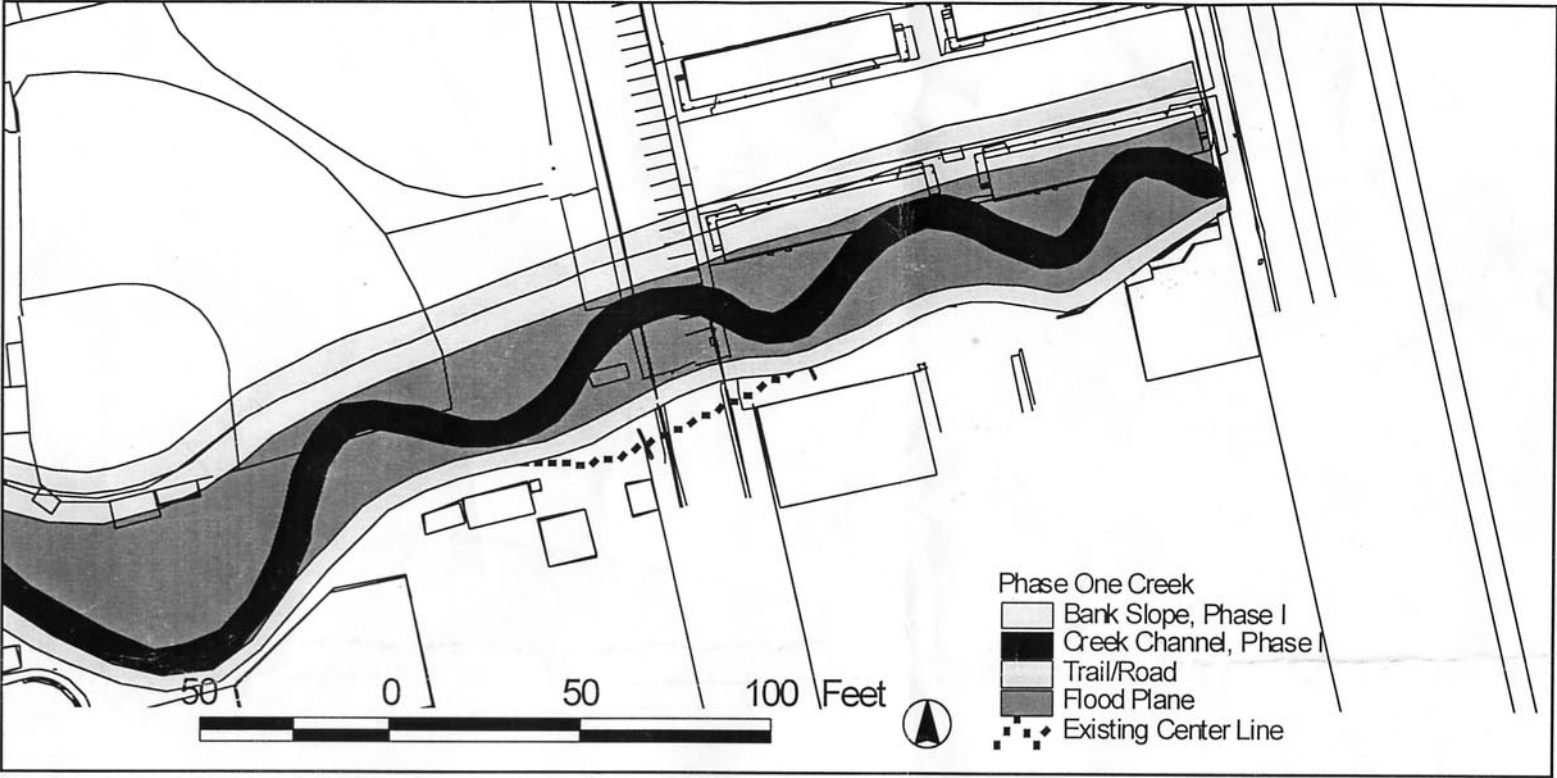 Phase One Creek
Bank Slope, Phase I
Creek Channel, Phase I
Trail/Road
Flood Plane
Existing Center Line
50 0 50 100 Feet